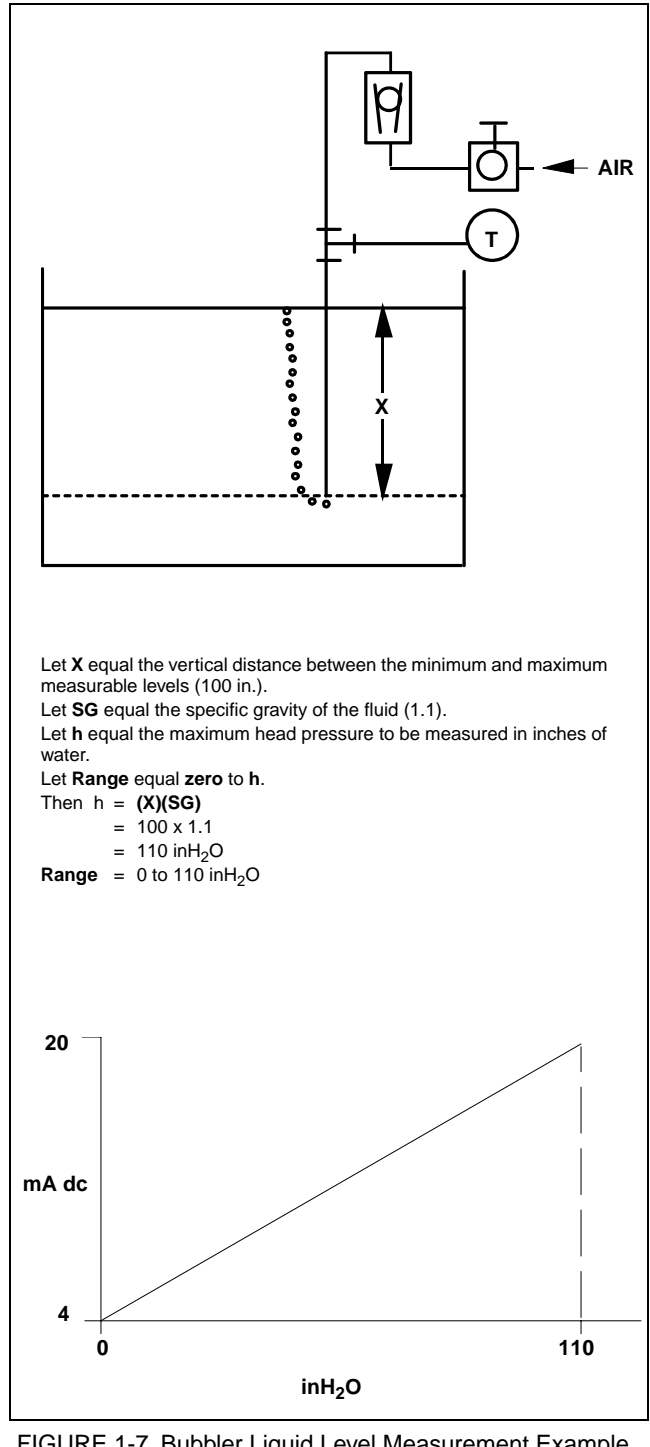 AIR
T
X
Let X equal the vertical distance between the minimum and maximum
measurable levels (100 in.).
Let SG equal the specific gravity of the fluid (1.1).
Let h equal the maximum head pressure to be measured in inches of
water.
Let Range equal zero to h.
Then h = (X)(SG)
= 100 x 1.1
= 110 inH₂O
Range = 0 to 110 inH₂O
20
mA dc
4
0 110
inH₂O
FIGURE 1-7 Bubbler Liquid Level Measurement Example